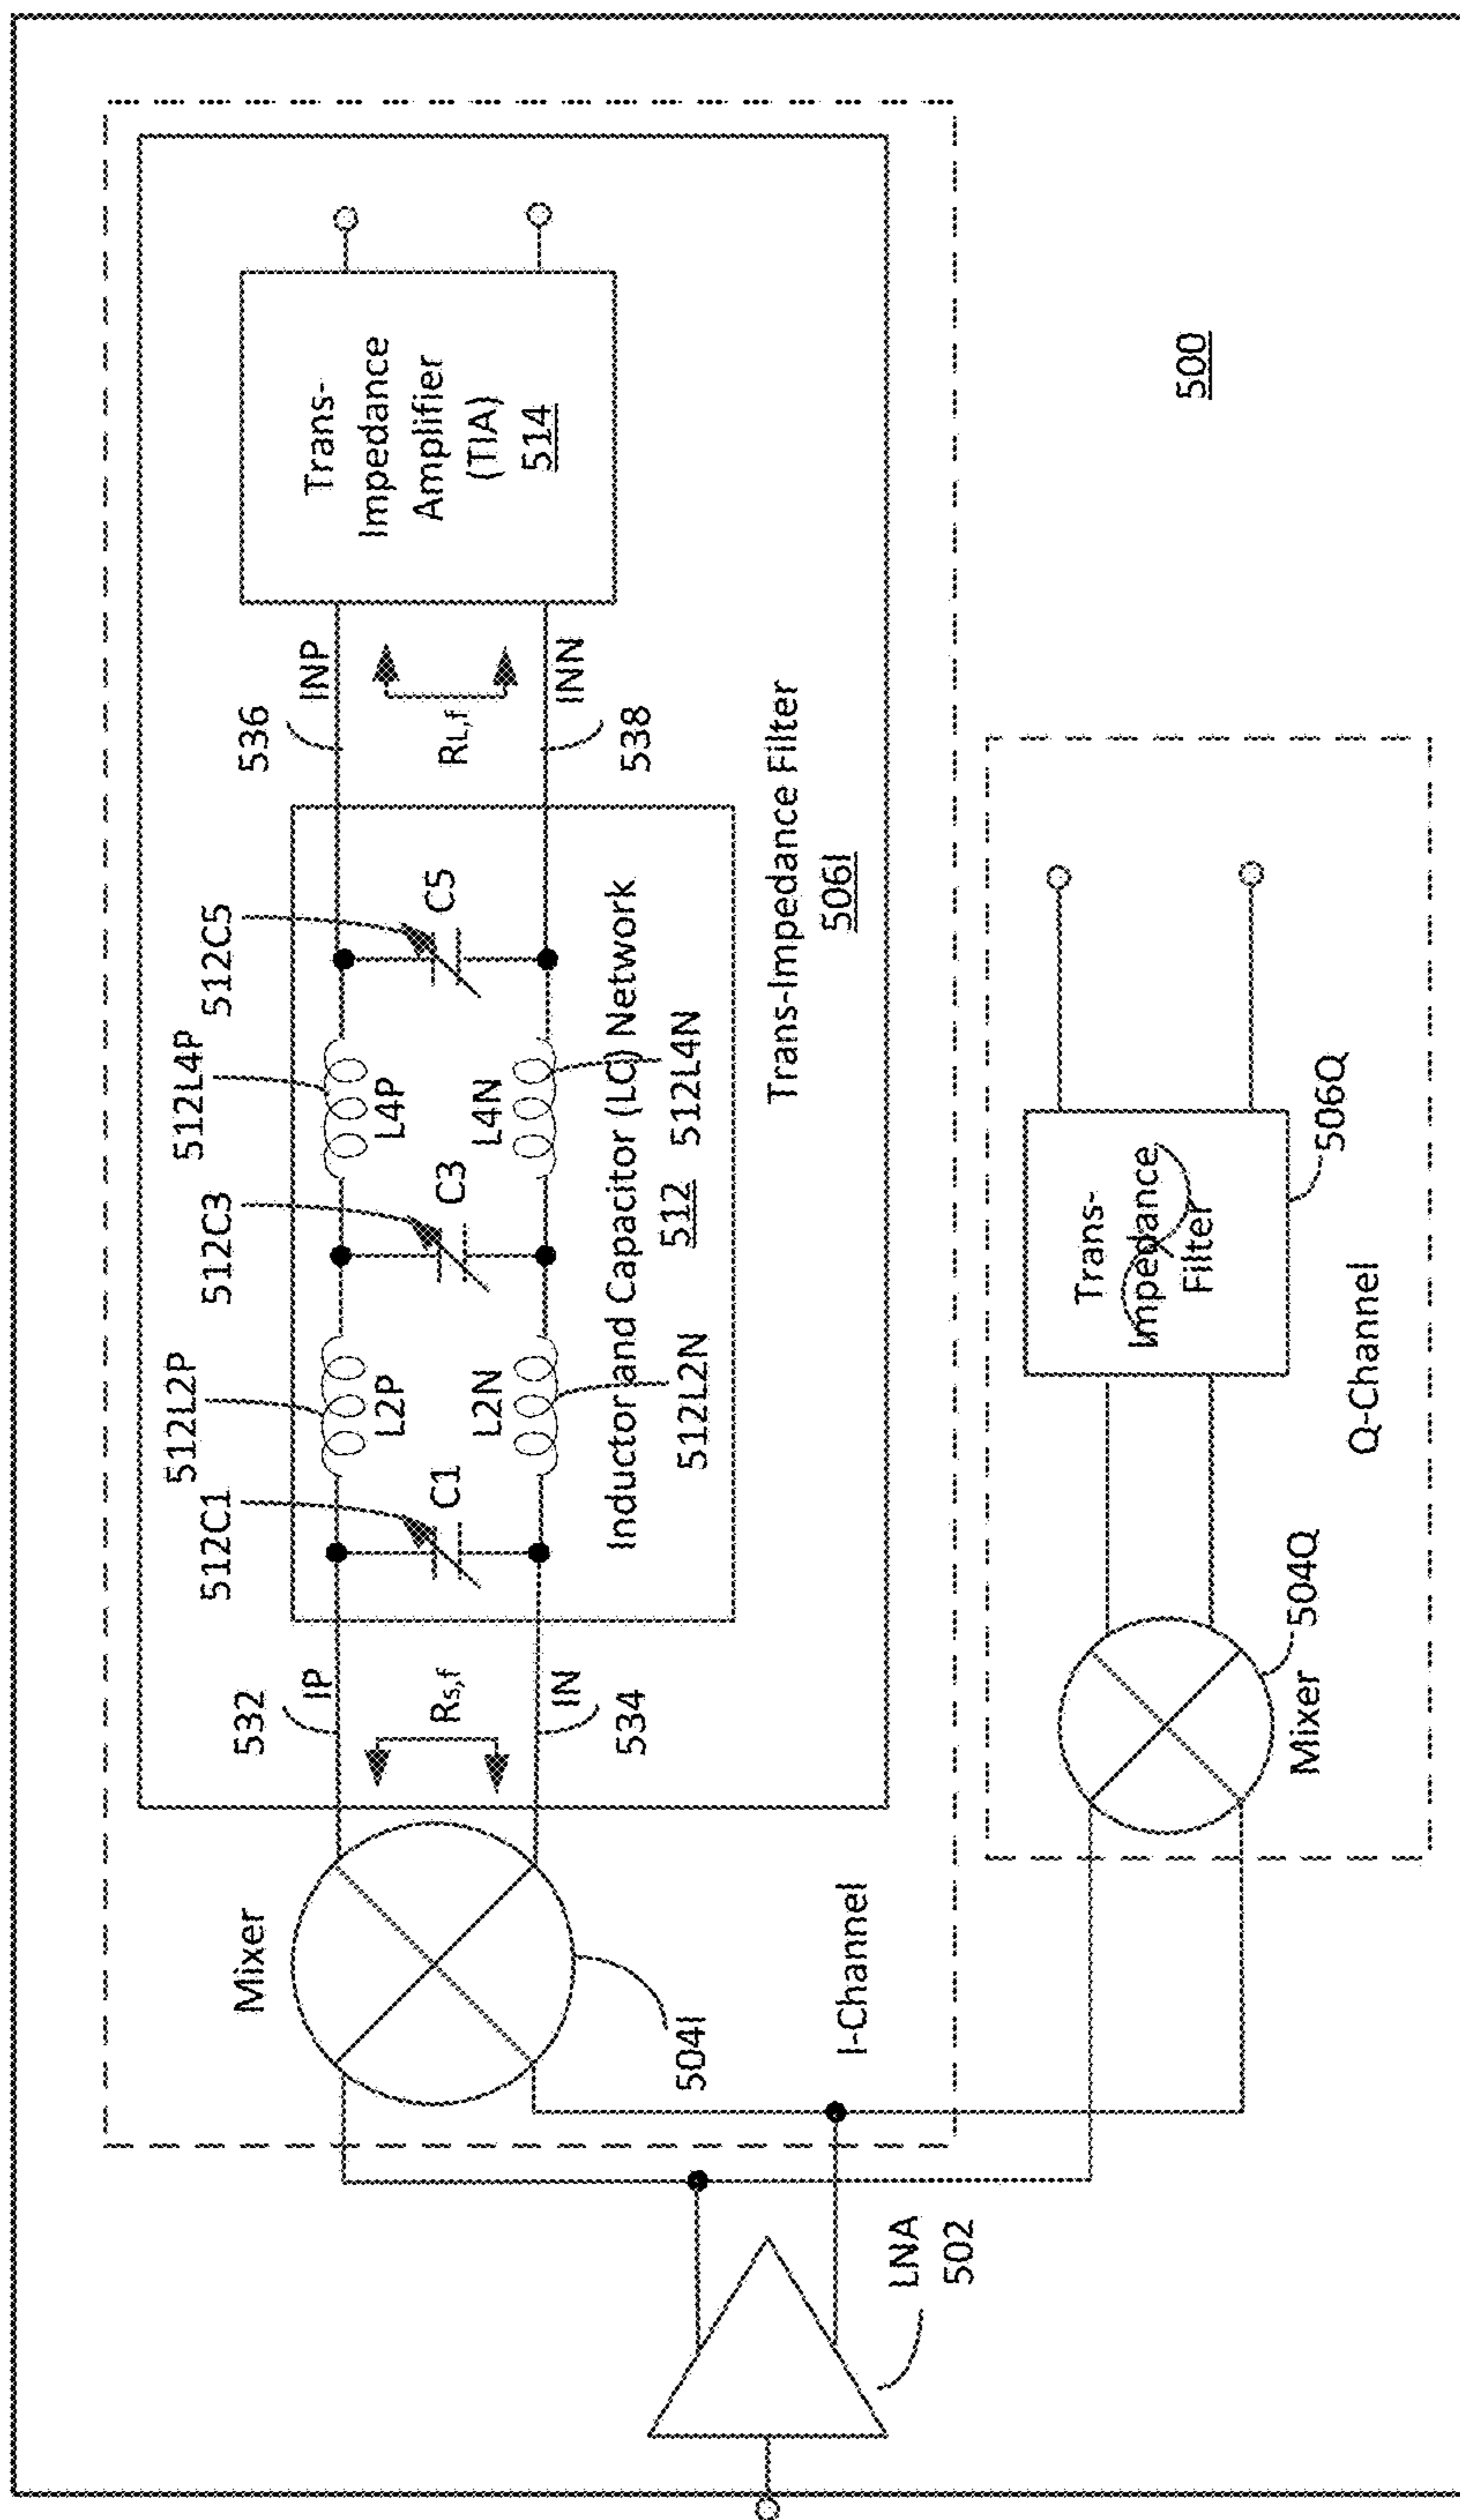 Mixer
504I
I-Channel
LNA
502
532
IP
Rs,f
IN
534
512C1
C1
512L2P
L2P
L2N
512L2N
512C3
C3
512L4P
L4P
L4N
512L4N
512C5
C5
Inductor and Capacitor (LC) Network
512
536
INP
RL,f
INN
538
Trans-
Impedance
Amplifier
(TIA)
514
Trans-Impedance Filter
506I
Mixer
504Q
Trans-
Impedance
Filter
506Q
Q-Channel
500